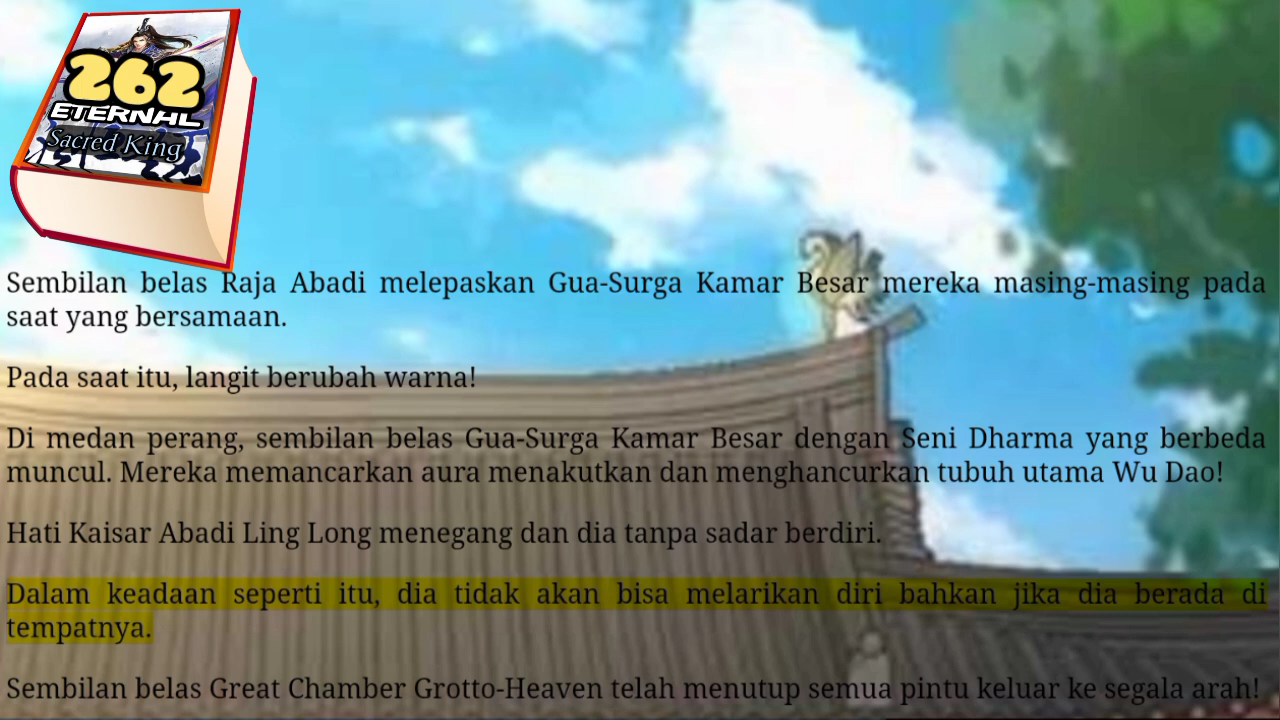 262
ETERNAL
Sacred King
Sembilan belas Raja Abadi melepaskan Gua-Surga Kamar Besar mereka masing-masing pada
saat yang bersamaan.
Pada saat itu, langit berubah warna!
Di medan perang, sembilan belas Gua-Surga Kamar Besar dengan Seni Dharma yang berbeda
muncul. Mereka memancarkan aura menakutkan dan menghancurkan tubuh utama Wu Dao!
Hati Kaisar Abadi Ling Long menegang dan dia tanpa sadar berdiri.
Dalam keadaan seperti itu, dia tidak akan bisa melarikan diri bahkan jika dia berada di
tempatnya.
Sembilan belas Great Chamber Grotto-Heaven telah menutup semua pintu keluar ke segala arah!